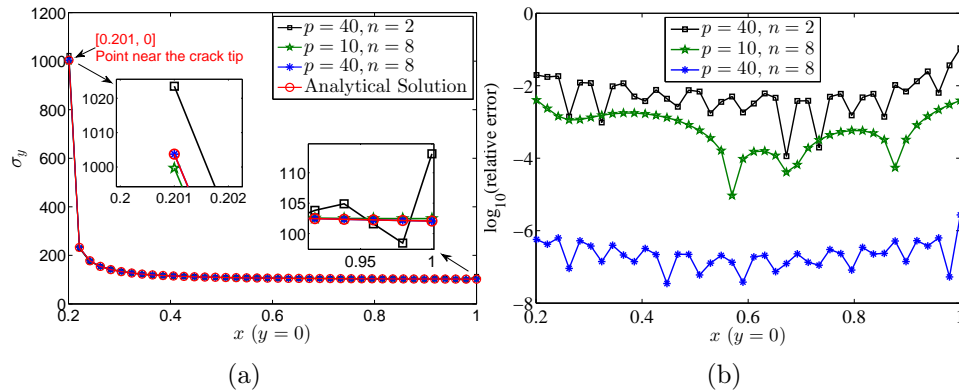 1200
1000
800
600
400
200
0
σ_y
[0.201, 0]
Point near the crack tip
1020
1000
0.2 0.201 0.202
p = 40, n = 2
p = 10, n = 8
p = 40, n = 8
Analytical Solution
110
105
100
0.95 1
0.2 0.4 0.6 0.8 1
x (y = 0)
(a)
0
−2
−4
−6
−8
log₁₀(relative error)
p = 40, n = 2
p = 10, n = 8
p = 40, n = 8
0.2 0.4 0.6 0.8 1
x (y = 0)
(b)